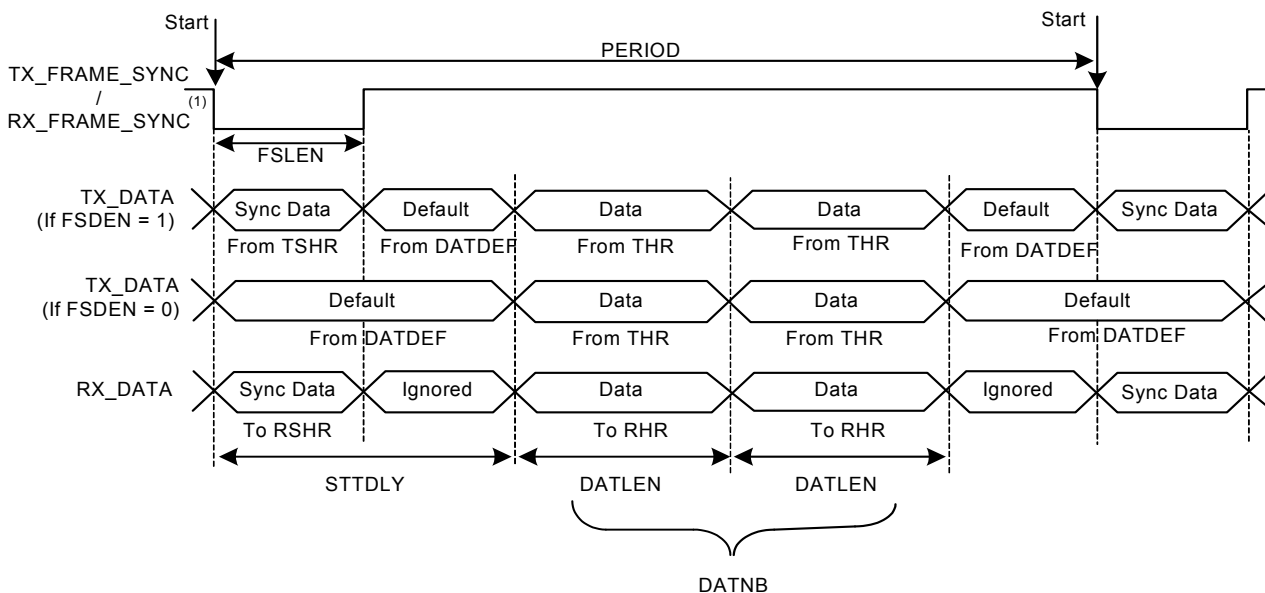 Start
Start
PERIOD
TX_FRAME_SYNC
/
RX_FRAME_SYNC
(1)
FSLEN
TX_DATA
(If FSDEN = 1)
Sync Data
Default
Data
Data
Default
Sync Data
From TSHR
From DATDEF
From THR
From THR
From DATDEF
TX_DATA
(If FSDEN = 0)
Default
Data
Data
Default
From DATDEF
From THR
From THR
From DATDEF
RX_DATA
Sync Data
Ignored
Data
Data
Ignored
Sync Data
To RSHR
To RHR
To RHR
STTDLY
DATLEN
DATLEN
DATNB